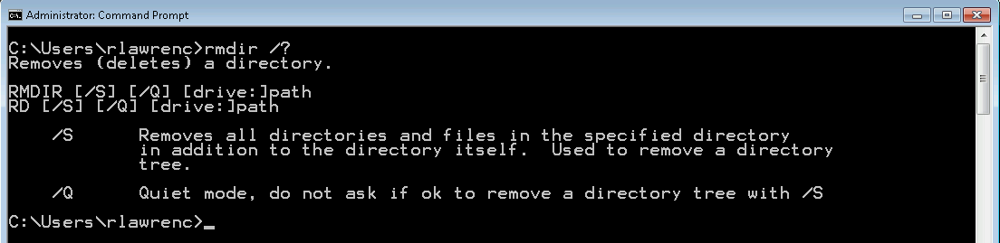 Administrator: Command Prompt
C:\Users\rlawrenc>rmdir /?
Removes (deletes) a directory.
RMDIR [/S] [/Q] [drive:]path
RD [/S] [/Q] [drive:]path
/S      Removes all directories and files in the specified directory
in addition to the directory itself.  Used to remove a directory
tree.
/Q      Quiet mode, do not ask if ok to remove a directory tree with /S
C:\Users\rlawrenc>_